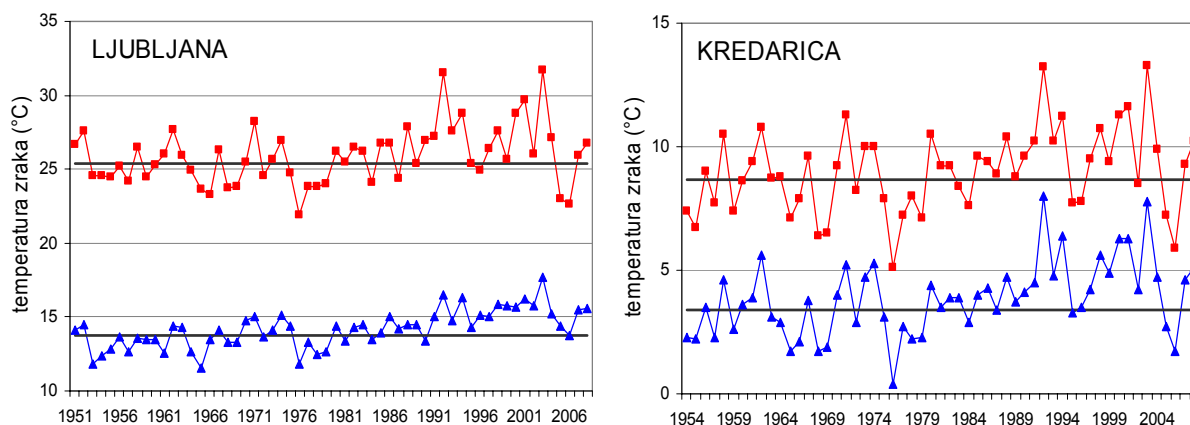 LJUBLJANA
temperatura zraka (°C)
35
30
25
20
15
10
1951 1956 1961 1966 1971 1976 1981 1986 1991 1996 2001 2006
KREDARICA
temperatura zraka (°C)
15
10
5
0
1954 1959 1964 1969 1974 1979 1984 1989 1994 1999 2004